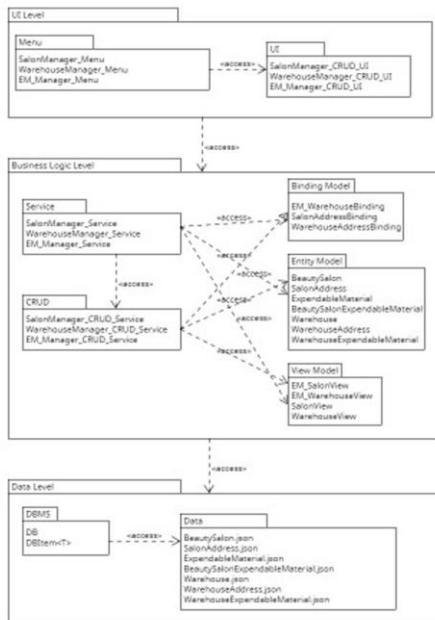 UI Level
Menu
SalonManager_Menu
WarehouseManager_Menu
EM_Manager_Menu
«access»
UI
SalonManager_CRUD_UI
WarehouseManager_CRUD_UI
EM_Manager_CRUD_UI
«access»
Business Logic Level
Service
SalonManager_Service
WarehouseManager_Service
EM_Manager_Service
«access»
CRUD
SalonManager_CRUD_Service
WarehouseManager_CRUD_Service
EM_Manager_CRUD_Service
«access»
«access»
«access»
«access»
«access»
«access»
Binding Model
EM_WarehouseBinding
SalonAddressBinding
WarehouseAddressBinding
Entity Model
BeautySalon
SalonAddress
ExpendableMaterial
BeautySalonExpendableMaterial
Warehouse
WarehouseAddress
WarehouseExpendableMaterial
View Model
EM_SalonView
EM_WarehouseView
SalonView
WarehouseView
«access»
Data Level
DBMS
DB
DBItem<T>
«access»
Data
BeautySalon.json
SalonAddress.json
ExpendableMaterial.json
BeautySalonExpendableMaterial.json
Warehouse.json
WarehouseAddress.json
WarehouseExpendableMaterial.json